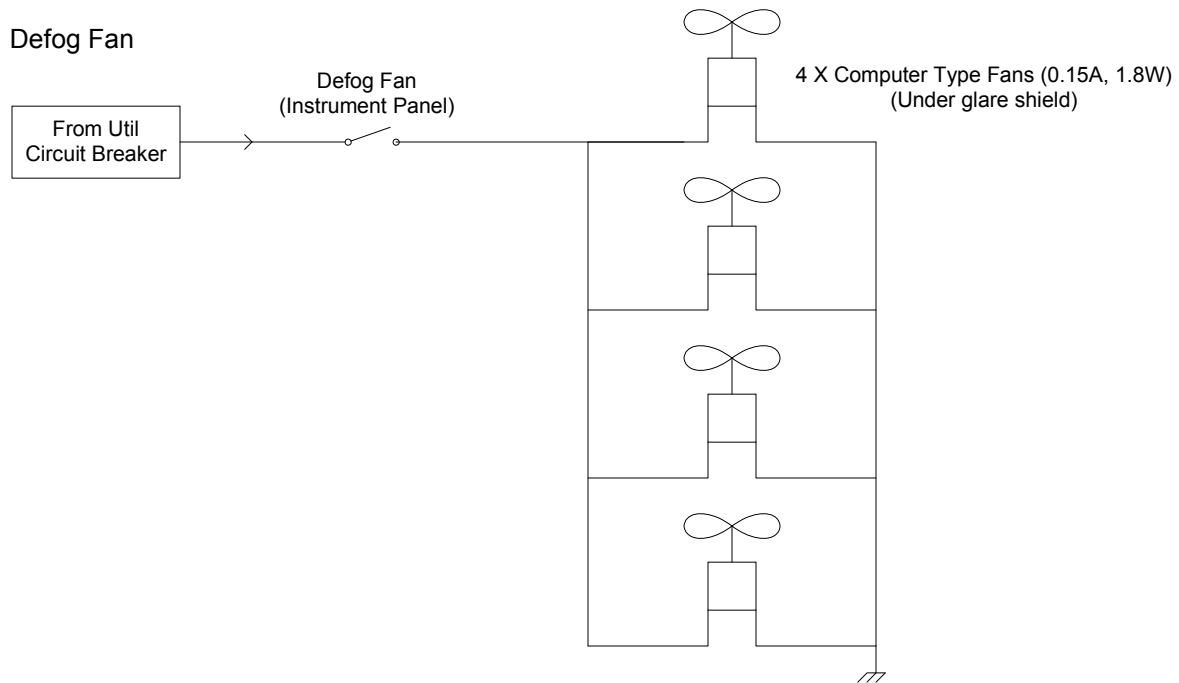 Defog Fan
Defog Fan
(Instrument Panel)
4 X Computer Type Fans (0.15A, 1.8W)
(Under glare shield)
From Util
Circuit Breaker